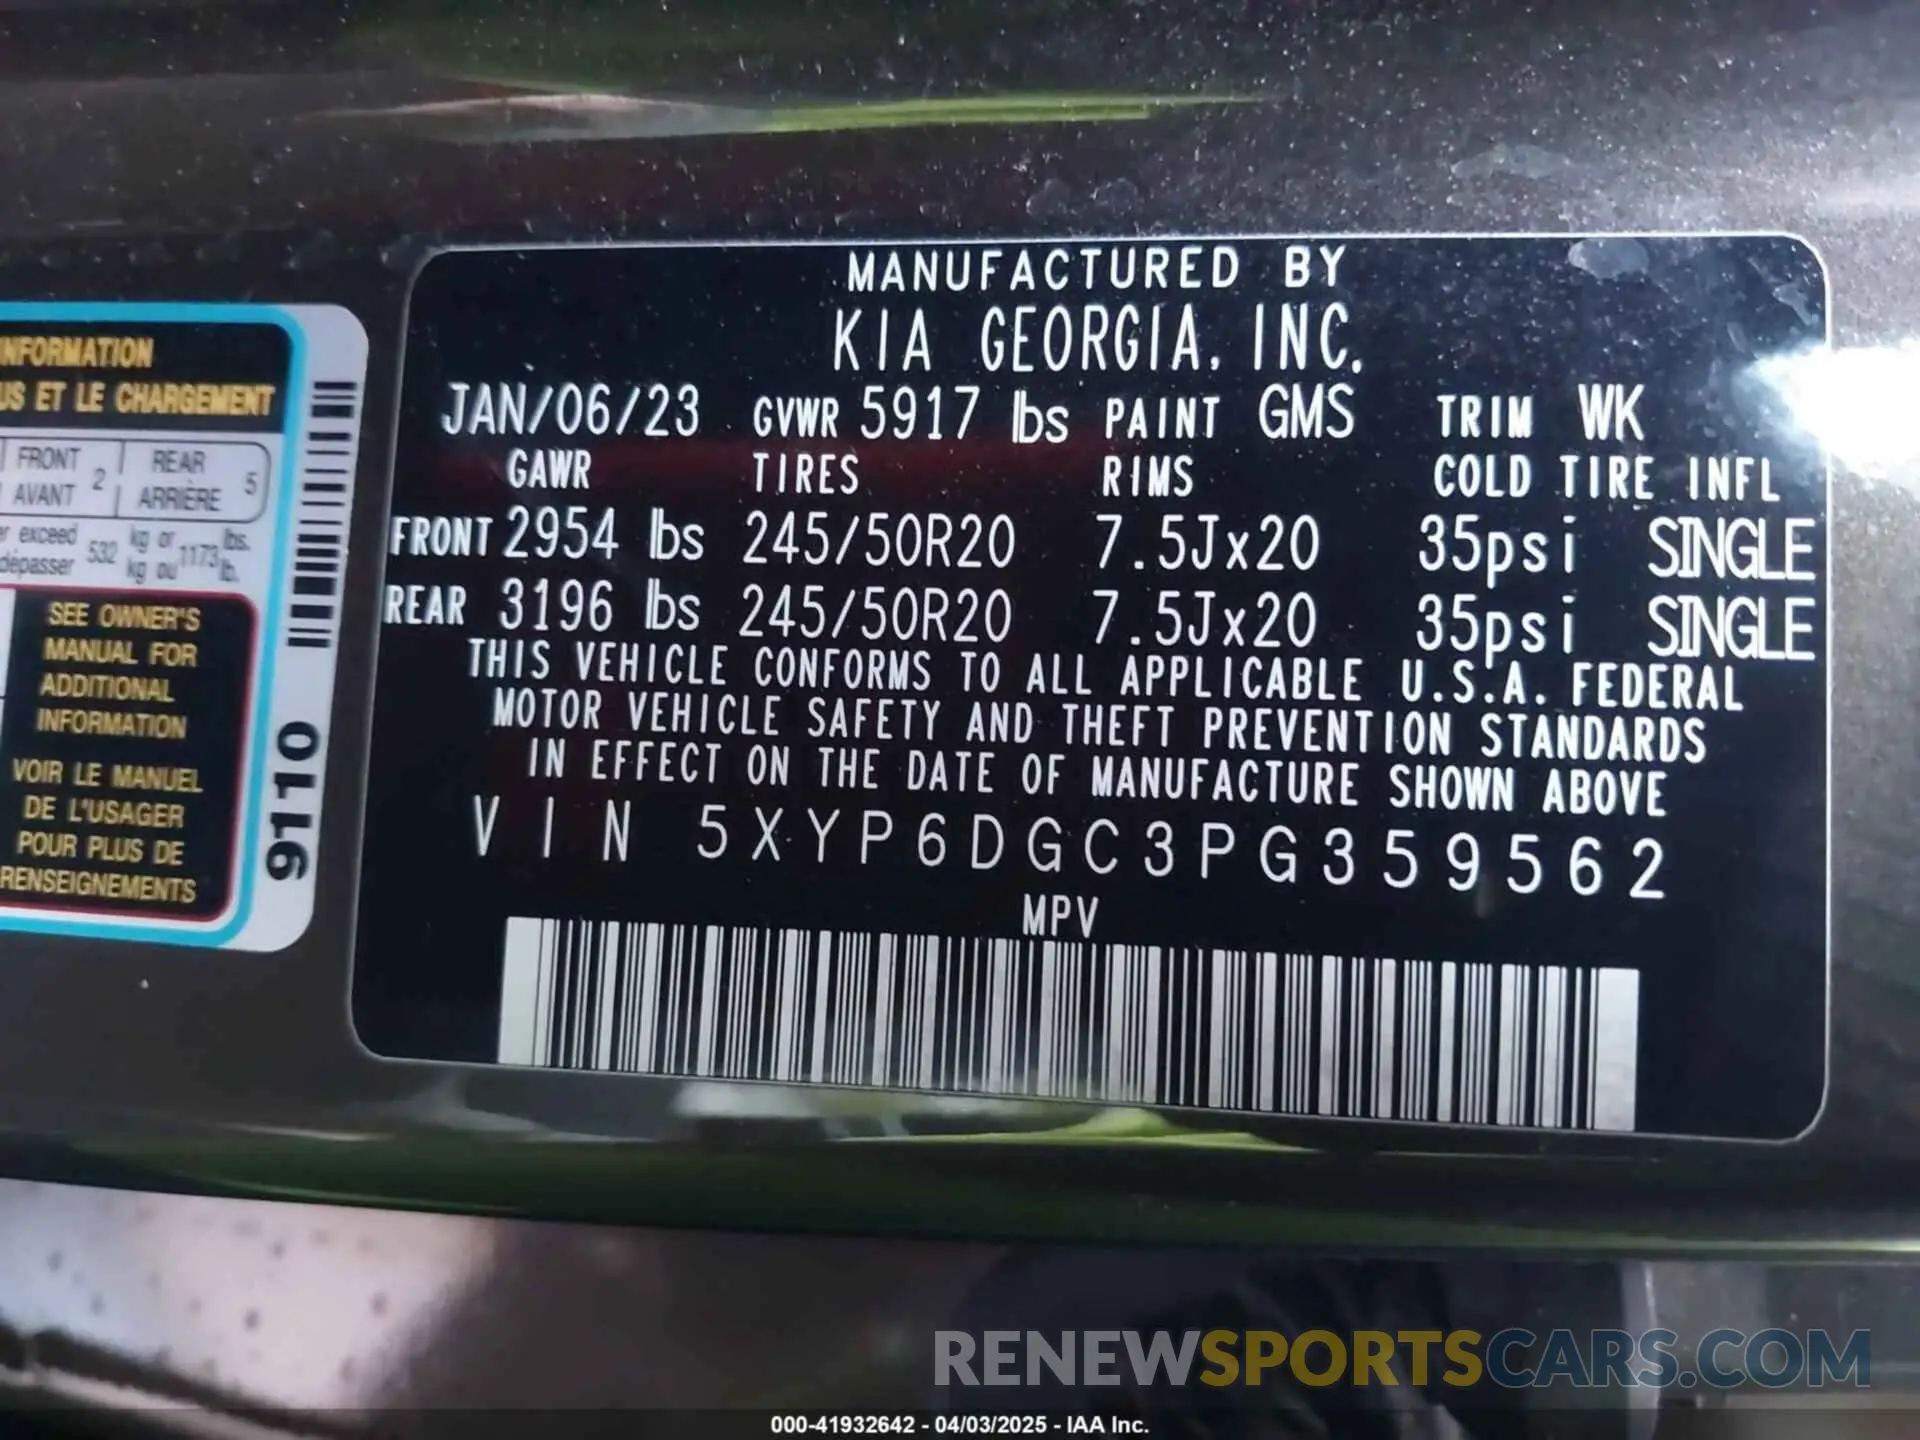 INFORMATION
US ET LE CHARGEMENT
FRONT 2 REAR 5
AVANT ARRIÈRE
er exceed 532 kg or 1173 lbs.
dépasser kg ou lb.
SEE OWNER'S
MANUAL FOR
ADDITIONAL
INFORMATION
VOIR LE MANUEL
DE L'USAGER
POUR PLUS DE
RENSEIGNEMENTS
9110
MANUFACTURED BY
KIA GEORGIA, INC.
JAN/06/23 GVWR 5917 lbs PAINT GMS TRIM WK
GAWR TIRES RIMS COLD TIRE INFL
FRONT 2954 lbs 245/50R20 7.5Jx20 35psi SINGLE
REAR 3196 lbs 245/50R20 7.5Jx20 35psi SINGLE
THIS VEHICLE CONFORMS TO ALL APPLICABLE U.S.A. FEDERAL
MOTOR VEHICLE SAFETY AND THEFT PREVENTION STANDARDS
IN EFFECT ON THE DATE OF MANUFACTURE SHOWN ABOVE
VIN 5XYP6DGC3PG359562
MPV
RENEWSPORTSCARS.COM
000-41932642 - 04/03/2025 - IAA Inc.